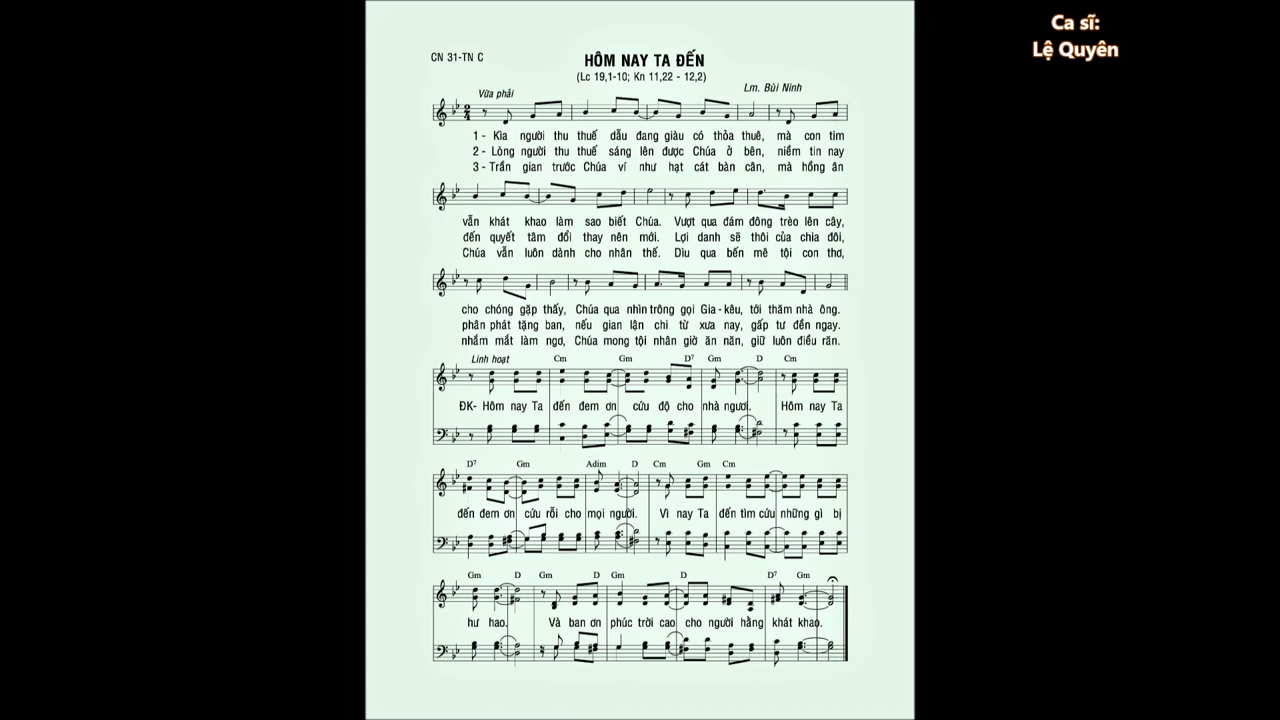 Ca sĩ:
Lệ Quyên
CN 31-TN C
HÔM NAY TA ĐẾN
(Lc 19,1-10; Kn 11,22 - 12,2)
Lm. Bùi Ninh
Vừa phải
1 - Kìa người thu thuế dẫu đang giàu có thỏa thuê, mà con tim
2 - Lòng người thu thuế sáng lên được Chúa ở bên, niềm tin nay
3 - Trần gian trước Chúa ví như hạt cát bàn cân, mà hồng ân
vẫn khát khao làm sao biết Chúa. Vượt qua đám đông trèo lên cây,
đến quyết tâm đổi thay nên mới. Lợi danh sẽ thôi của chia đôi,
Chúa vẫn luôn dành cho nhân thế. Dìu qua bến mê tội con thơ,
cho chóng gặp thấy, Chúa qua nhìn trông gọi Gia-kêu, tới thăm nhà ông.
phân phát tặng ban, nếu gian lận chi từ xưa nay, gấp tư đền ngay.
nhắm mắt làm ngơ, Chúa mong tội nhân giờ ăn năn, giữ luôn điều răn.
Linh hoạt Cm Gm D7 Gm D Cm
ĐK- Hôm nay Ta đến đem ơn cứu độ cho nhà ngươi. Hôm nay Ta
D7 Gm Adim D Cm Gm Cm
đến đem ơn cứu rỗi cho mọi người. Vì nay Ta đến tìm cứu những gì bị
Gm D Gm D Gm D D7 Gm
hư hao. Và ban ơn phúc trời cao cho người hằng khát khao.